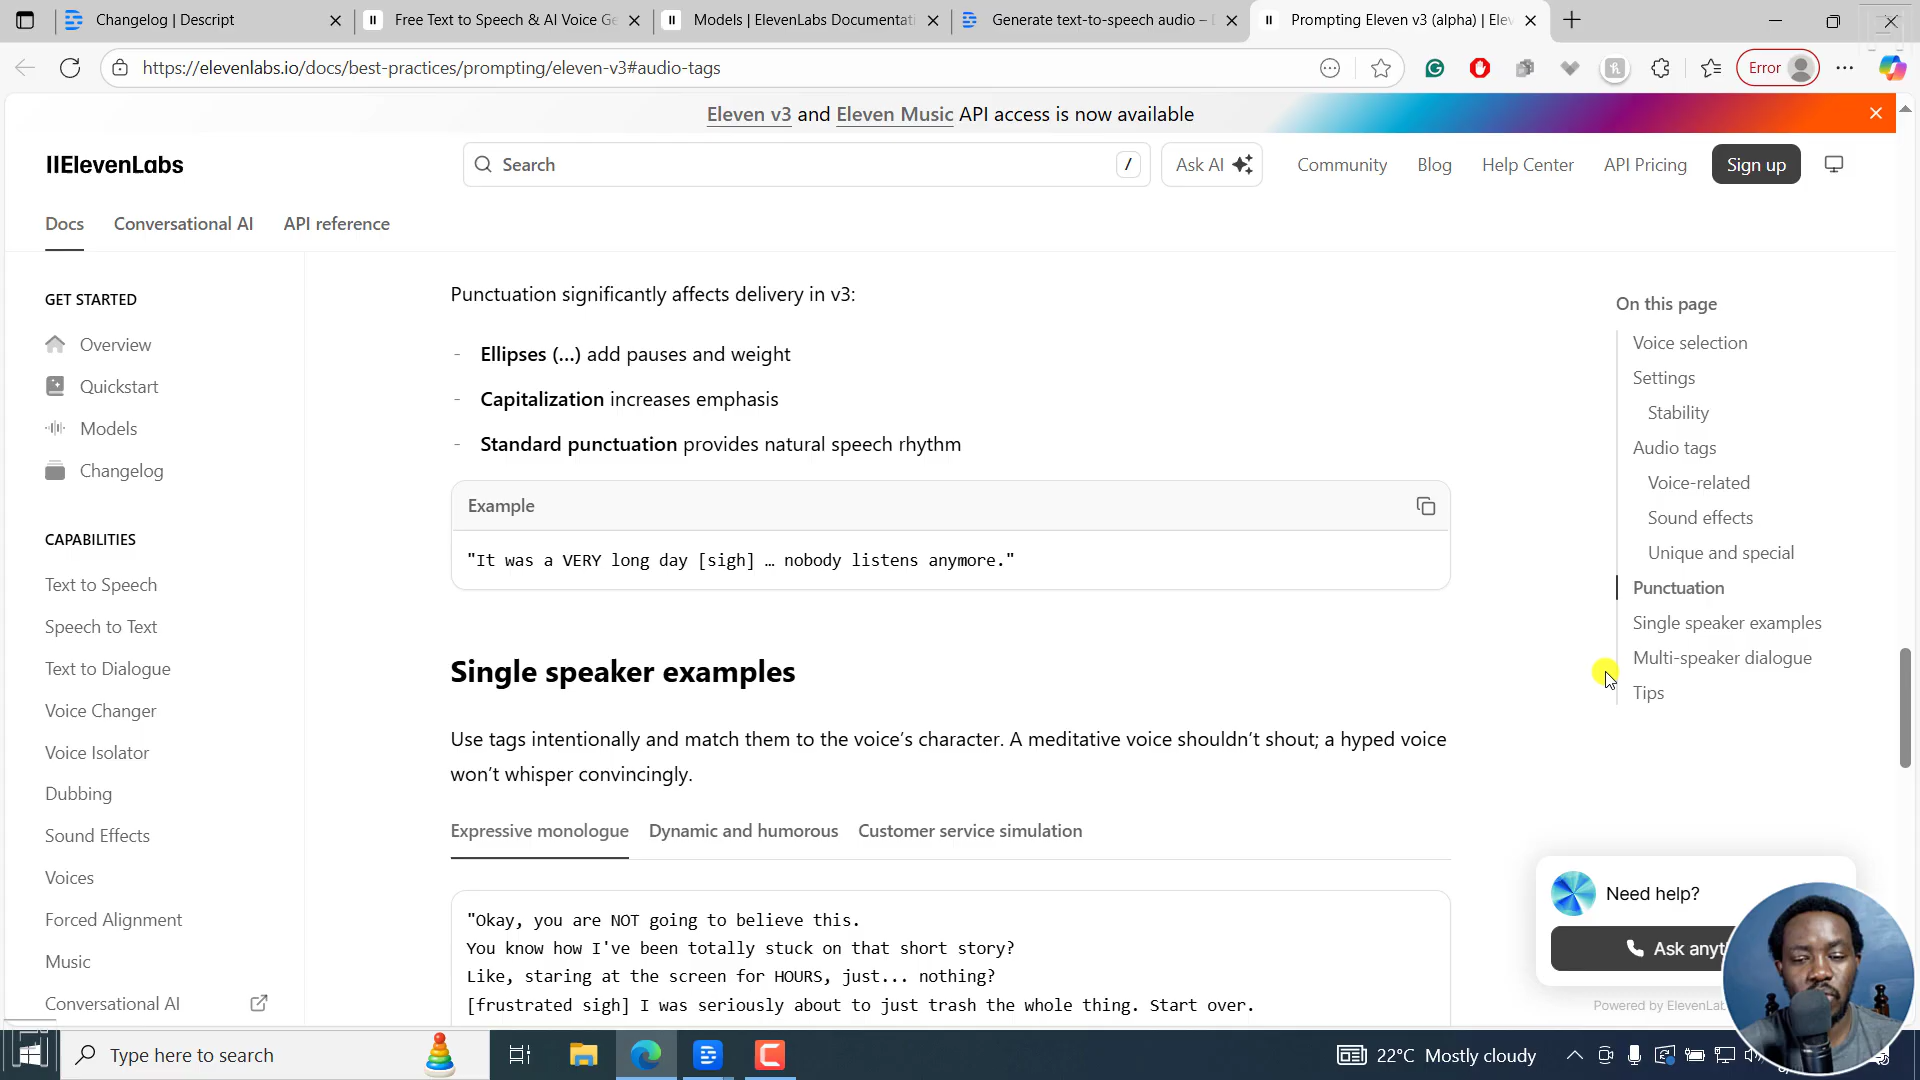 Changelog | Descript
Free Text to Speech & AI Voice Ge
Models | ElevenLabs Documentati
Generate text-to-speech audio –
Prompting Eleven v3 (alpha) | Elev
https://elevenlabs.io/docs/best-practices/prompting/eleven-v3#audio-tags
Error
Eleven v3 and Eleven Music API access is now available
IIElevenLabs
Search
/
Ask AI
Community
Blog
Help Center
API Pricing
Sign up
Docs
Conversational AI
API reference
GET STARTED
Overview
Quickstart
Models
Changelog
CAPABILITIES
Text to Speech
Speech to Text
Text to Dialogue
Voice Changer
Voice Isolator
Dubbing
Sound Effects
Voices
Forced Alignment
Music
Conversational AI
Punctuation significantly affects delivery in v3:
- Ellipses (…) add pauses and weight
- Capitalization increases emphasis
- Standard punctuation provides natural speech rhythm
Example
"It was a VERY long day [sigh] … nobody listens anymore."
Single speaker examples
Use tags intentionally and match them to the voice’s character. A meditative voice shouldn’t shout; a hyped voice
won’t whisper convincingly.
Expressive monologue
Dynamic and humorous
Customer service simulation
"Okay, you are NOT going to believe this.
You know how I've been totally stuck on that short story?
Like, staring at the screen for HOURS, just... nothing?
[frustrated sigh] I was seriously about to just trash the whole thing. Start over.
On this page
Voice selection
Settings
Stability
Audio tags
Voice-related
Sound effects
Unique and special
Punctuation
Single speaker examples
Multi-speaker dialogue
Tips
Need help?
Ask anyt
Powered by ElevenLa
Type here to search
22°C Mostly cloudy